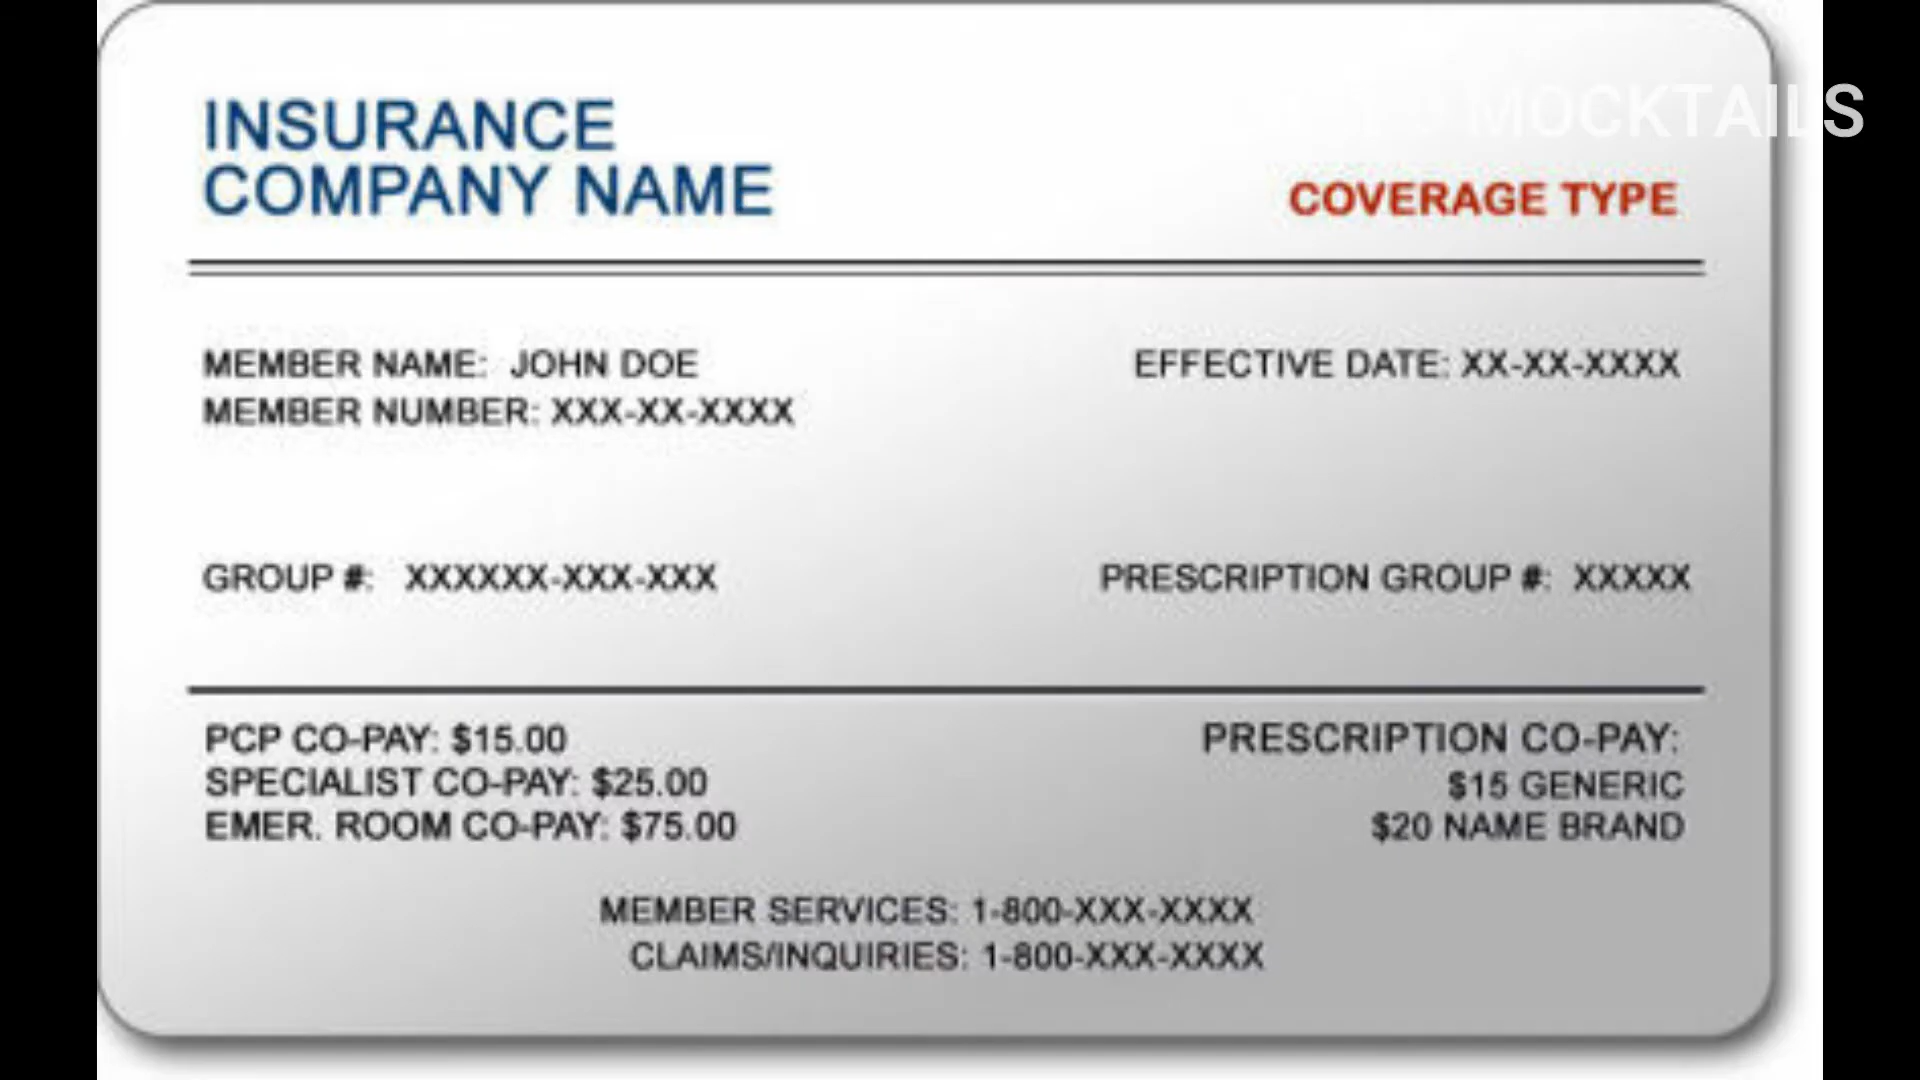 INSURANCE
COMPANY NAME
MOCKTAILS
COVERAGE TYPE
MEMBER NAME: JOHN DOE
EFFECTIVE DATE: XX-XX-XXXX
MEMBER NUMBER: XXX-XX-XXXX
GROUP #: XXXXXX-XXX-XXX
PRESCRIPTION GROUP #: XXXXX
PCP CO-PAY: $15.00
SPECIALIST CO-PAY: $25.00
EMER. ROOM CO-PAY: $75.00
PRESCRIPTION CO-PAY:
$15 GENERIC
$20 NAME BRAND
MEMBER SERVICES: 1-800-XXX-XXXX
CLAIMS/INQUIRIES: 1-800-XXX-XXXX